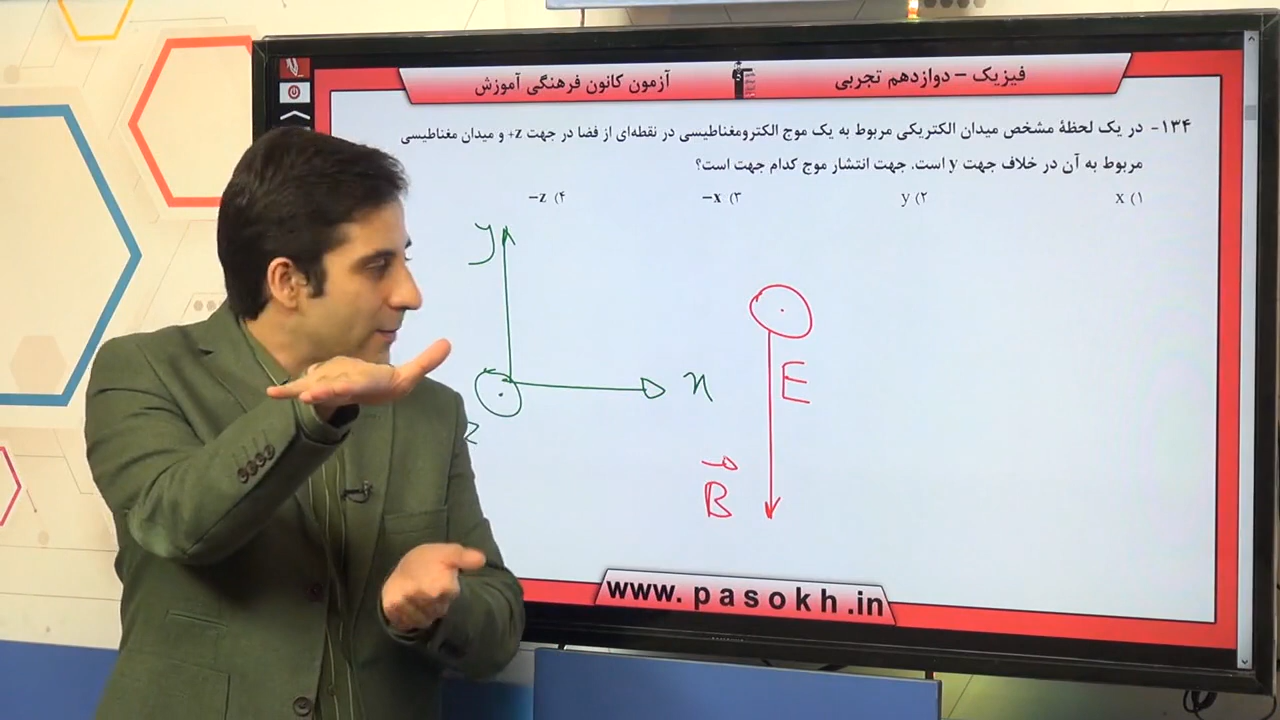 فیزیک – دوازدهم تجربی
آزمون کانون فرهنگی آموزش
۱۳۴- در یک لحظهٔ مشخص میدان الکتریکی مربوط به یک موج الکترومغناطیسی در نقطه‌ای از فضا در جهت z+ و میدان مغناطیسی
مربوط به آن در خلاف جهت y است. جهت انتشار موج کدام جهت است؟
۱) x
۲) y
۳) x−
۴) z−
y
x
z
E
B
www.pasokh.in